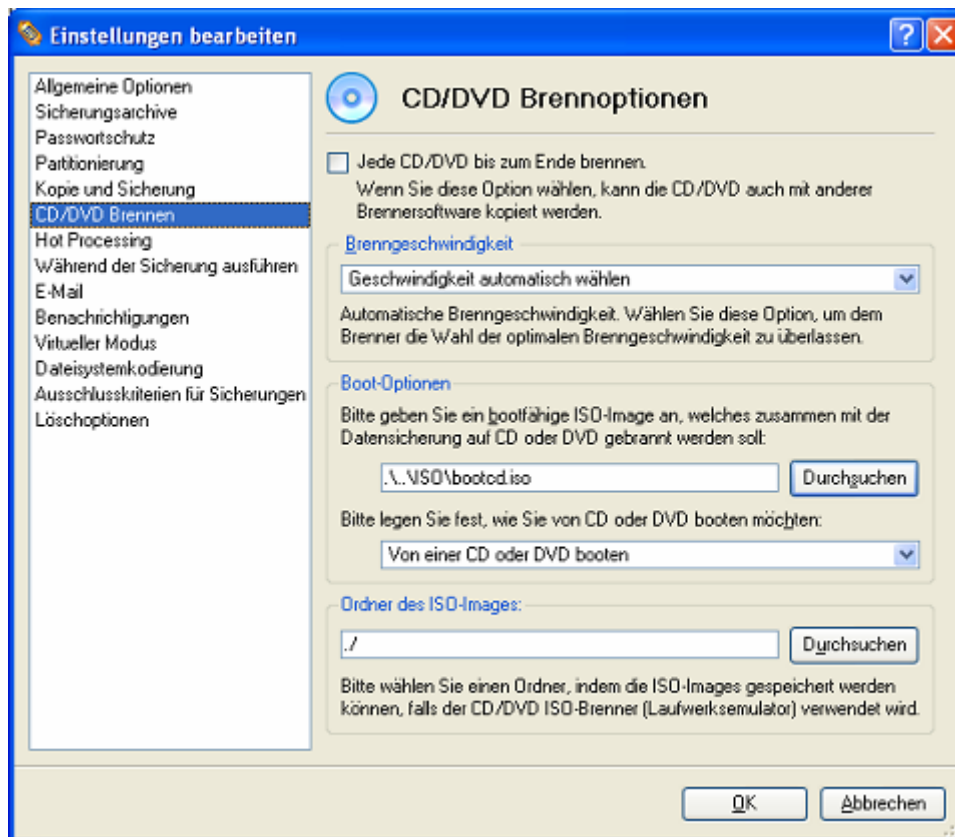 Einstellungen bearbeiten
Allgemeine Optionen
Sicherungsarchive
Passwortschutz
Partitionierung
Kopie und Sicherung
CD/DVD Brennen
Hot Processing
Während der Sicherung ausführen
E-Mail
Benachrichtigungen
Virtueller Modus
Dateisystemkodierung
Ausschlusskriterien für Sicherungen
Löschoptionen
CD/DVD Brennoptionen
Jede CD/DVD bis zum Ende brennen.
Wenn Sie diese Option wählen, kann die CD/DVD auch mit anderer
Brennersoftware kopiert werden.
Brenngeschwindigkeit
Geschwindigkeit automatisch wählen
Automatische Brenngeschwindigkeit. Wählen Sie diese Option, um dem
Brenner die Wahl der optimalen Brenngeschwindigkeit zu überlassen.
Boot-Optionen
Bitte geben Sie ein bootfähige ISO-Image an, welches zusammen mit der
Datensicherung auf CD oder DVD gebrannt werden soll:
.\..\ISO\bootcd.iso
Durchsuchen
Bitte legen Sie fest, wie Sie von CD oder DVD booten möchten:
Von einer CD oder DVD booten
Ordner des ISO-Images:
./
Durchsuchen
Bitte wählen Sie einen Ordner, indem die ISO-Images gespeichert werden
können, falls der CD/DVD ISO-Brenner (Laufwerksemulator) verwendet wird.
OK
Abbrechen